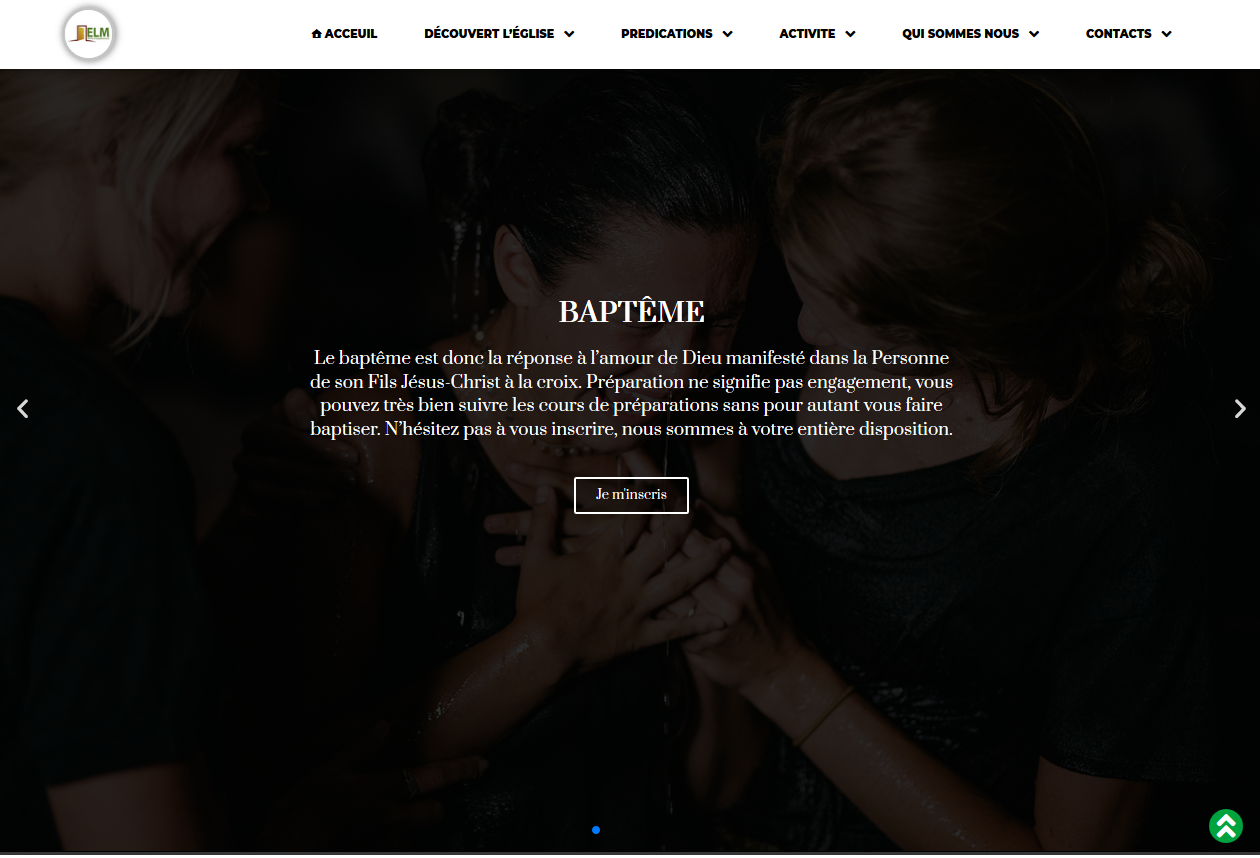 ELM
ACCEUIL
DÉCOUVERT L’ÉGLISE
PREDICATIONS
ACTIVITE
QUI SOMMES NOUS
CONTACTS
BAPTÊME
Le baptême est donc la réponse à l’amour de Dieu manifesté dans la Personne
de son Fils Jésus-Christ à la croix. Préparation ne signifie pas engagement, vous
pouvez très bien suivre les cours de préparations sans pour autant vous faire
baptiser. N’hésitez pas à vous inscrire, nous sommes à votre entière disposition.
Je m'inscris